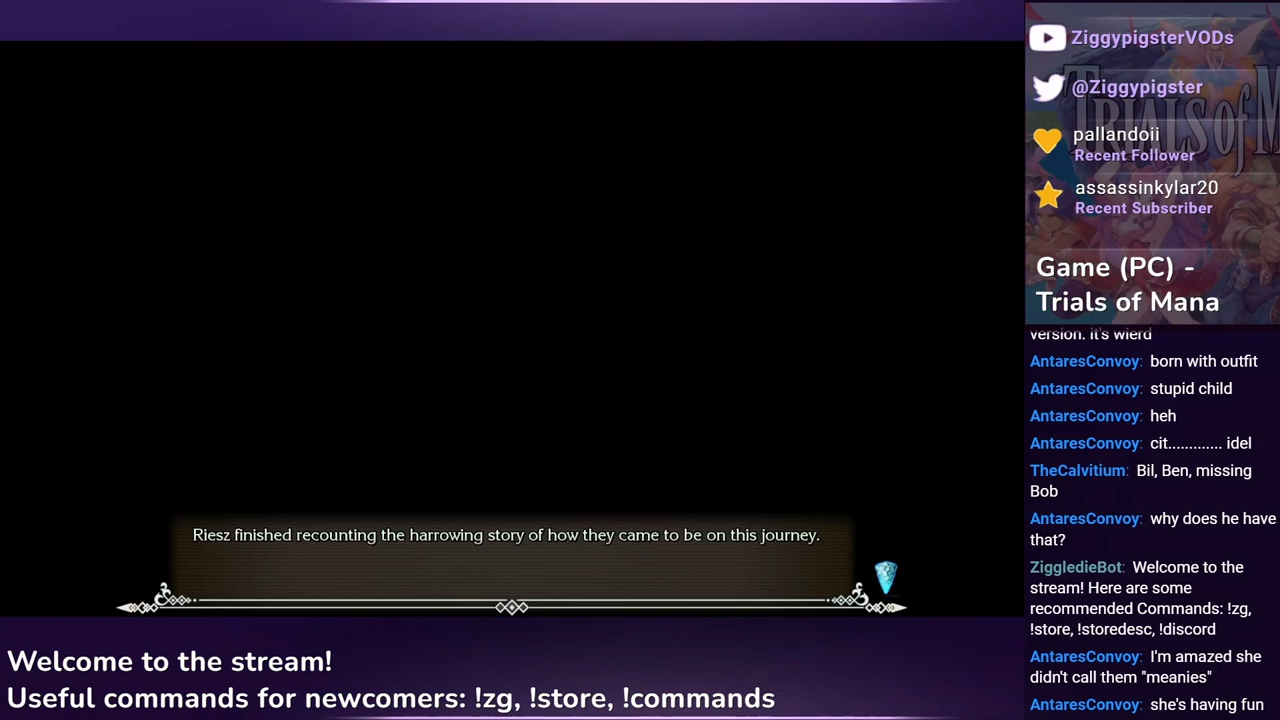 Riesz finished recounting the harrowing story of how they came to be on this journey.
Welcome to the stream!
Useful commands for newcomers: !zg, !store, !commands
ZiggypigsterVODs
@Ziggypigster
pallandoii
Recent Follower
assassinkylar20
Recent Subscriber
TRIALS of M
Game (PC) -
Trials of Mana
version. it's wierd
AntaresConvoy: born with outfit
AntaresConvoy: stupid child
AntaresConvoy: heh
AntaresConvoy: cit............. idel
TheCalvitium: Bil, Ben, missing
Bob
AntaresConvoy: why does he have
that?
ZiggledieBot: Welcome to the
stream! Here are some
recommended Commands: !zg,
!store, !storedesc, !discord
AntaresConvoy: I'm amazed she
didn't call them "meanies"
AntaresConvoy: she's having fun